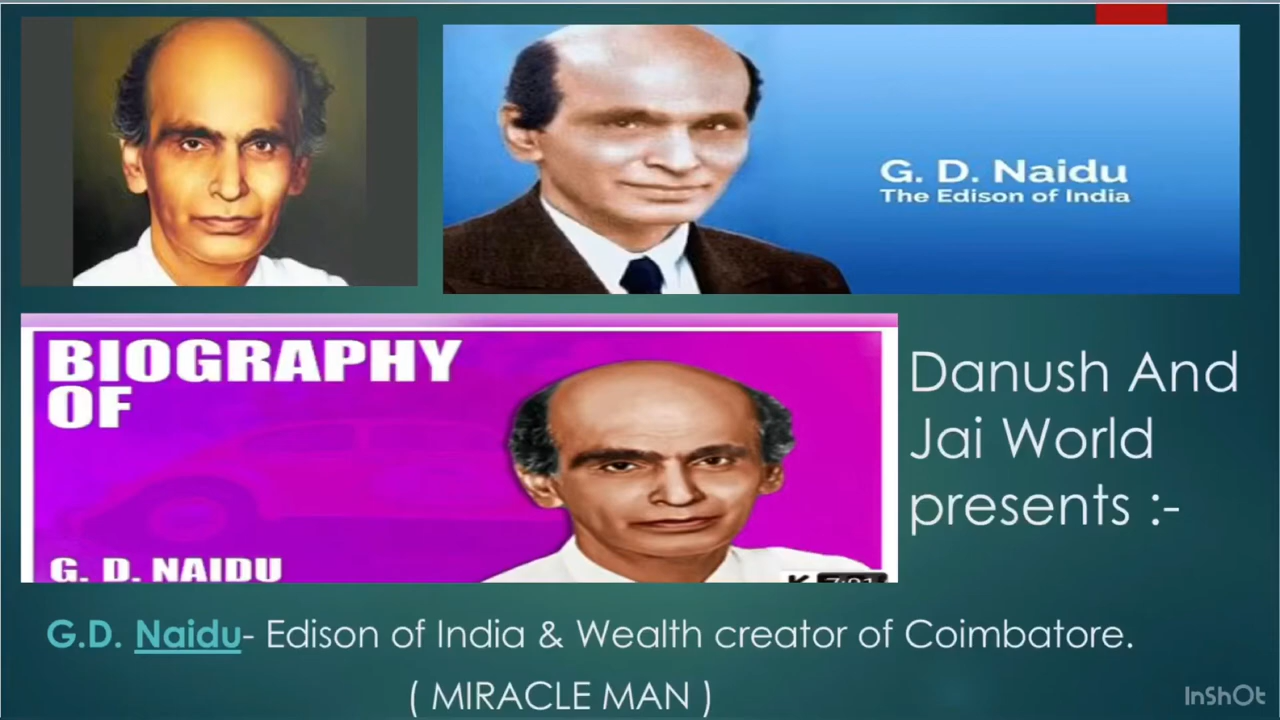 G. D. Naidu
The Edison of India
BIOGRAPHY
OF
G. D. NAIDU
Danush And
Jai World
presents :-
G.D. Naidu- Edison of India & Wealth creator of Coimbatore.
( MIRACLE MAN )
InShOt